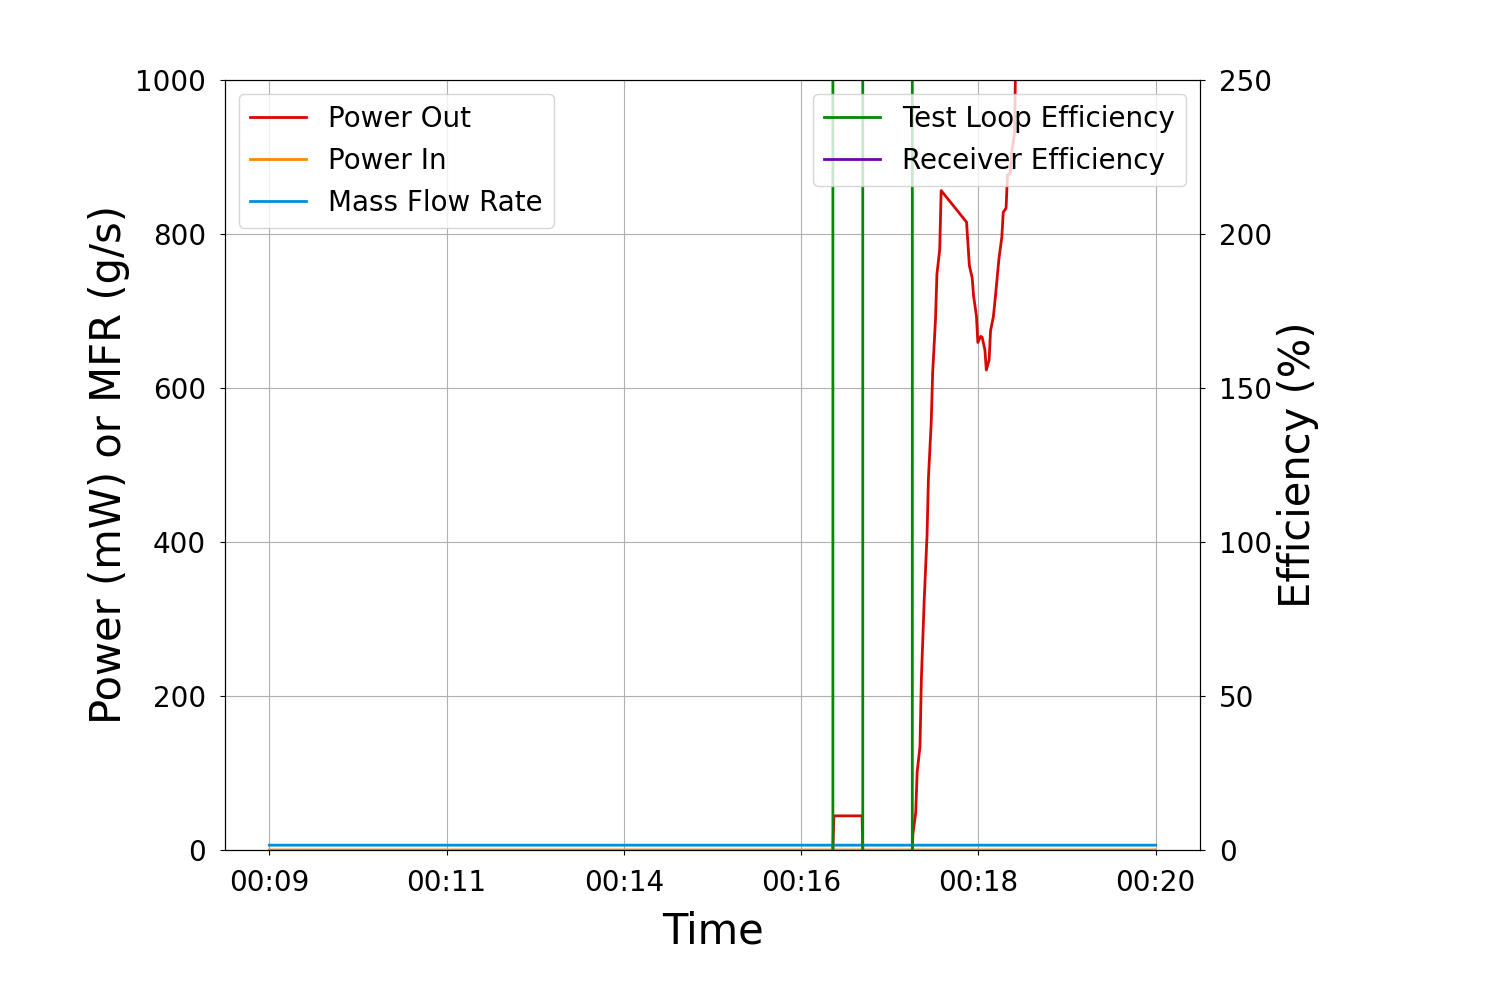 1000
800
600
400
200
0
Power (mW) or MFR (g/s)
Power Out
Power In
Mass Flow Rate
Test Loop Efficiency
Receiver Efficiency
250
200
150
100
50
0
Efficiency (%)
00:09 00:11 00:14 00:16 00:18 00:20
Time